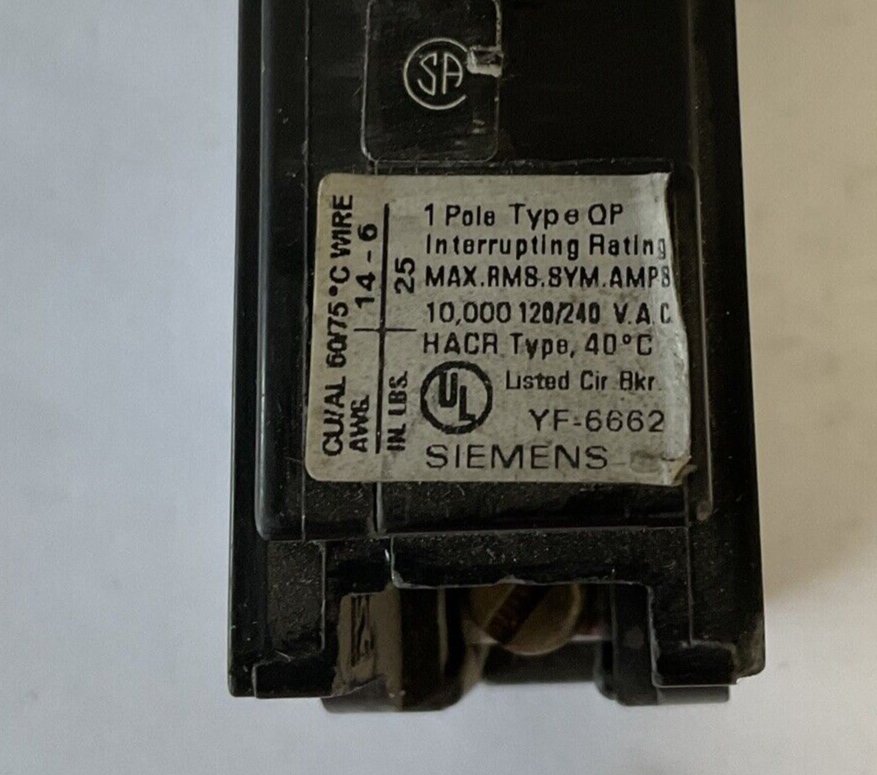 SA
1 Pole Type QP
Interrupting Rating
MAX.RMS.SYM.AMPS
10,000 120/240 V.A.C
HACR Type, 40°C
UL Listed Cir Bkr.
YF-6662
SIEMENS
CU/AL 60/75°C WIRE
AWG. 14-6
IN. LBS. 25